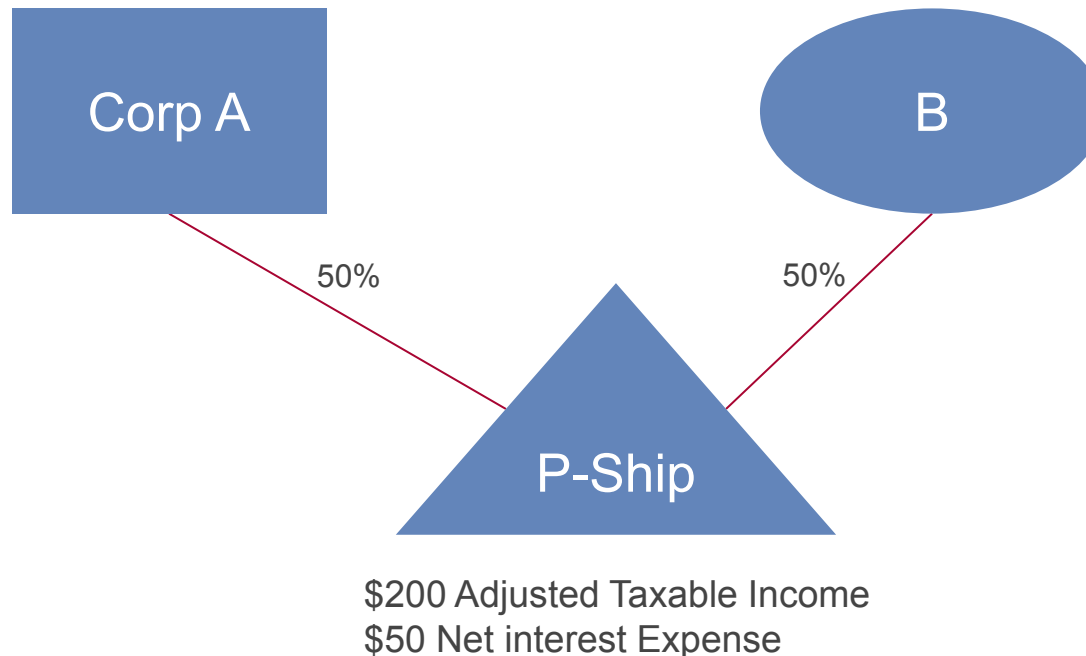 Corp A
B
50%
50%
P-Ship
$200 Adjusted Taxable Income
$50 Net interest Expense